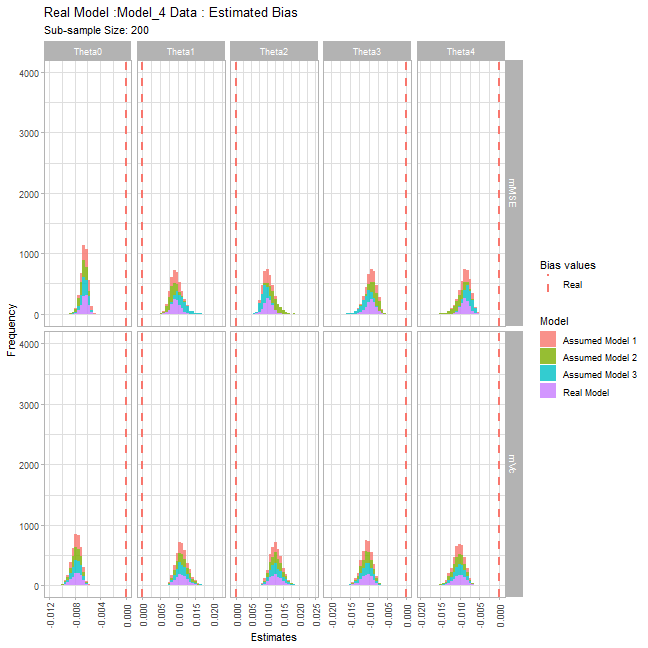 Real Model :Model_4 Data : Estimated Bias
Sub-sample Size: 200
Theta0 Theta1 Theta2 Theta3 Theta4
4000
3000
2000
1000
0
mMSE
4000
3000
2000
1000
0
mVc
Frequency
-0.012 -0.008 -0.004 0.000 0.000 0.005 0.010 0.015 0.020 0.000 0.005 0.010 0.015 0.020 0.025 -0.020 -0.015 -0.010 -0.005 0.000 -0.020 -0.015 -0.010 -0.005 0.000
Estimates
Bias values
Real
Model
Assumed Model 1
Assumed Model 2
Assumed Model 3
Real Model